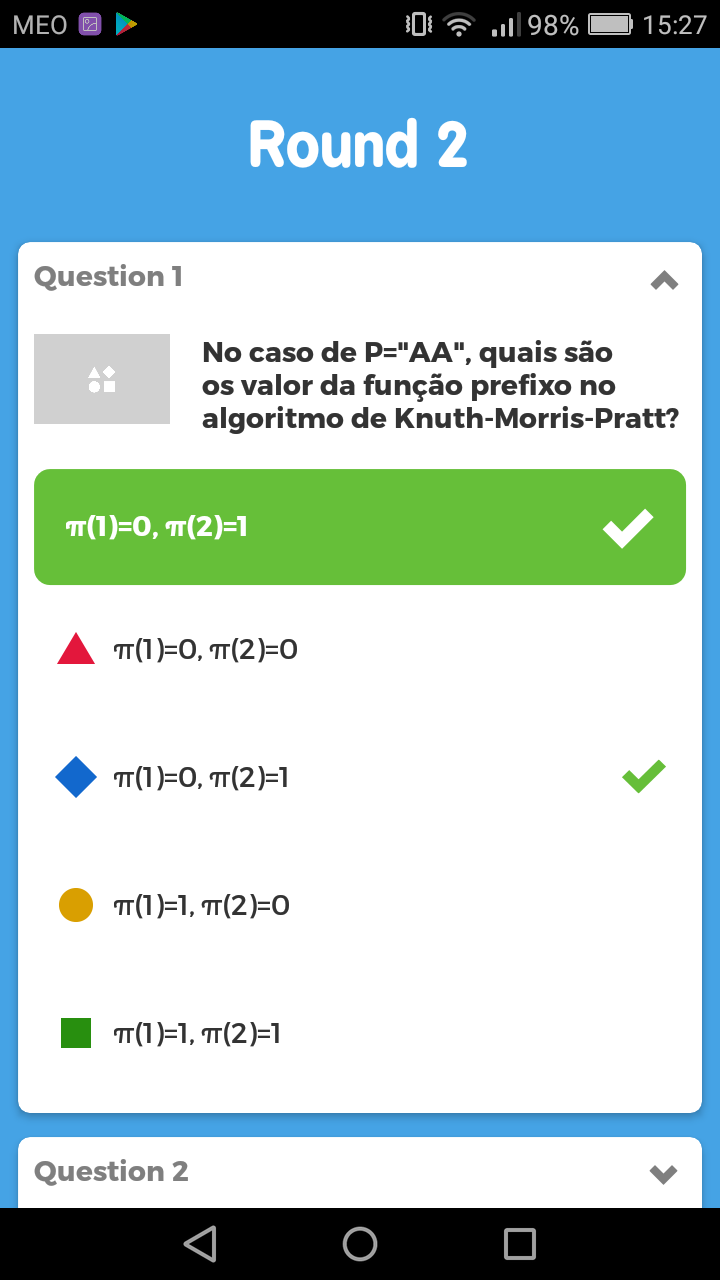 MEO 98% 15:27
Round 2
Question 1
No caso de P="AA", quais são
os valor da função prefixo no
algoritmo de Knuth-Morris-Pratt?
π(1)=0, π(2)=1
π(1)=0, π(2)=0
π(1)=0, π(2)=1
π(1)=1, π(2)=0
π(1)=1, π(2)=1
Question 2